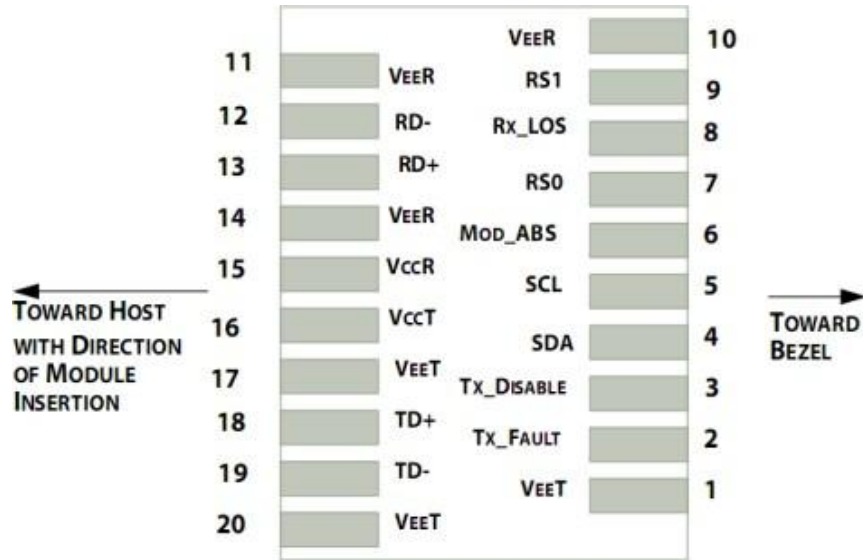 11 VEER
12 RD-
13 RD+
14 VEER
15 VCCR
16 VCCT
17 VEET
18 TD+
19 TD-
20 VEET
VEER 10
RS1 9
RX_LOS 8
RS0 7
MOD_ABS 6
SCL 5
SDA 4
TX_DISABLE 3
TX_FAULT 2
VEET 1
TOWARD HOST
WITH DIRECTION
OF MODULE
INSERTION
TOWARD
BEZEL